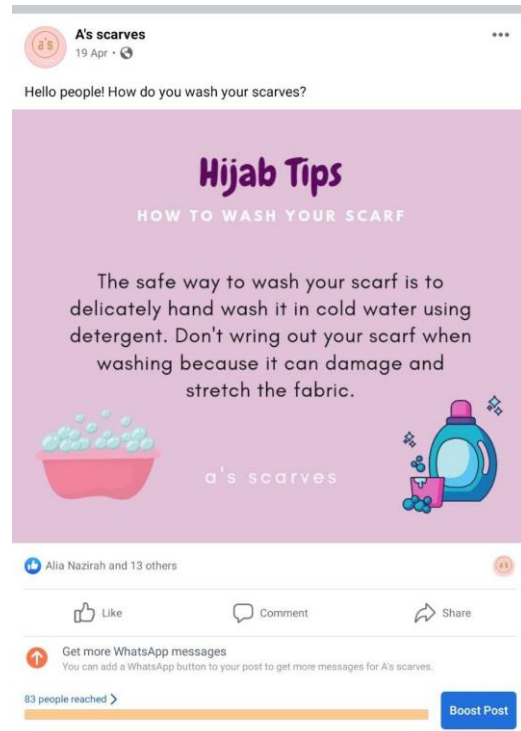 a's
A's scarves
19 Apr ·
Hello people! How do you wash your scarves?
Hijab Tips
HOW TO WASH YOUR SCARF
The safe way to wash your scarf is to
delicately hand wash it in cold water using
detergent. Don't wring out your scarf when
washing because it can damage and
stretch the fabric.
a's scarves
Alia Nazirah and 13 others
a's
Like
Comment
Share
Get more WhatsApp messages
You can add a WhatsApp button to your post to get more messages for A's scarves.
83 people reached
Boost Post